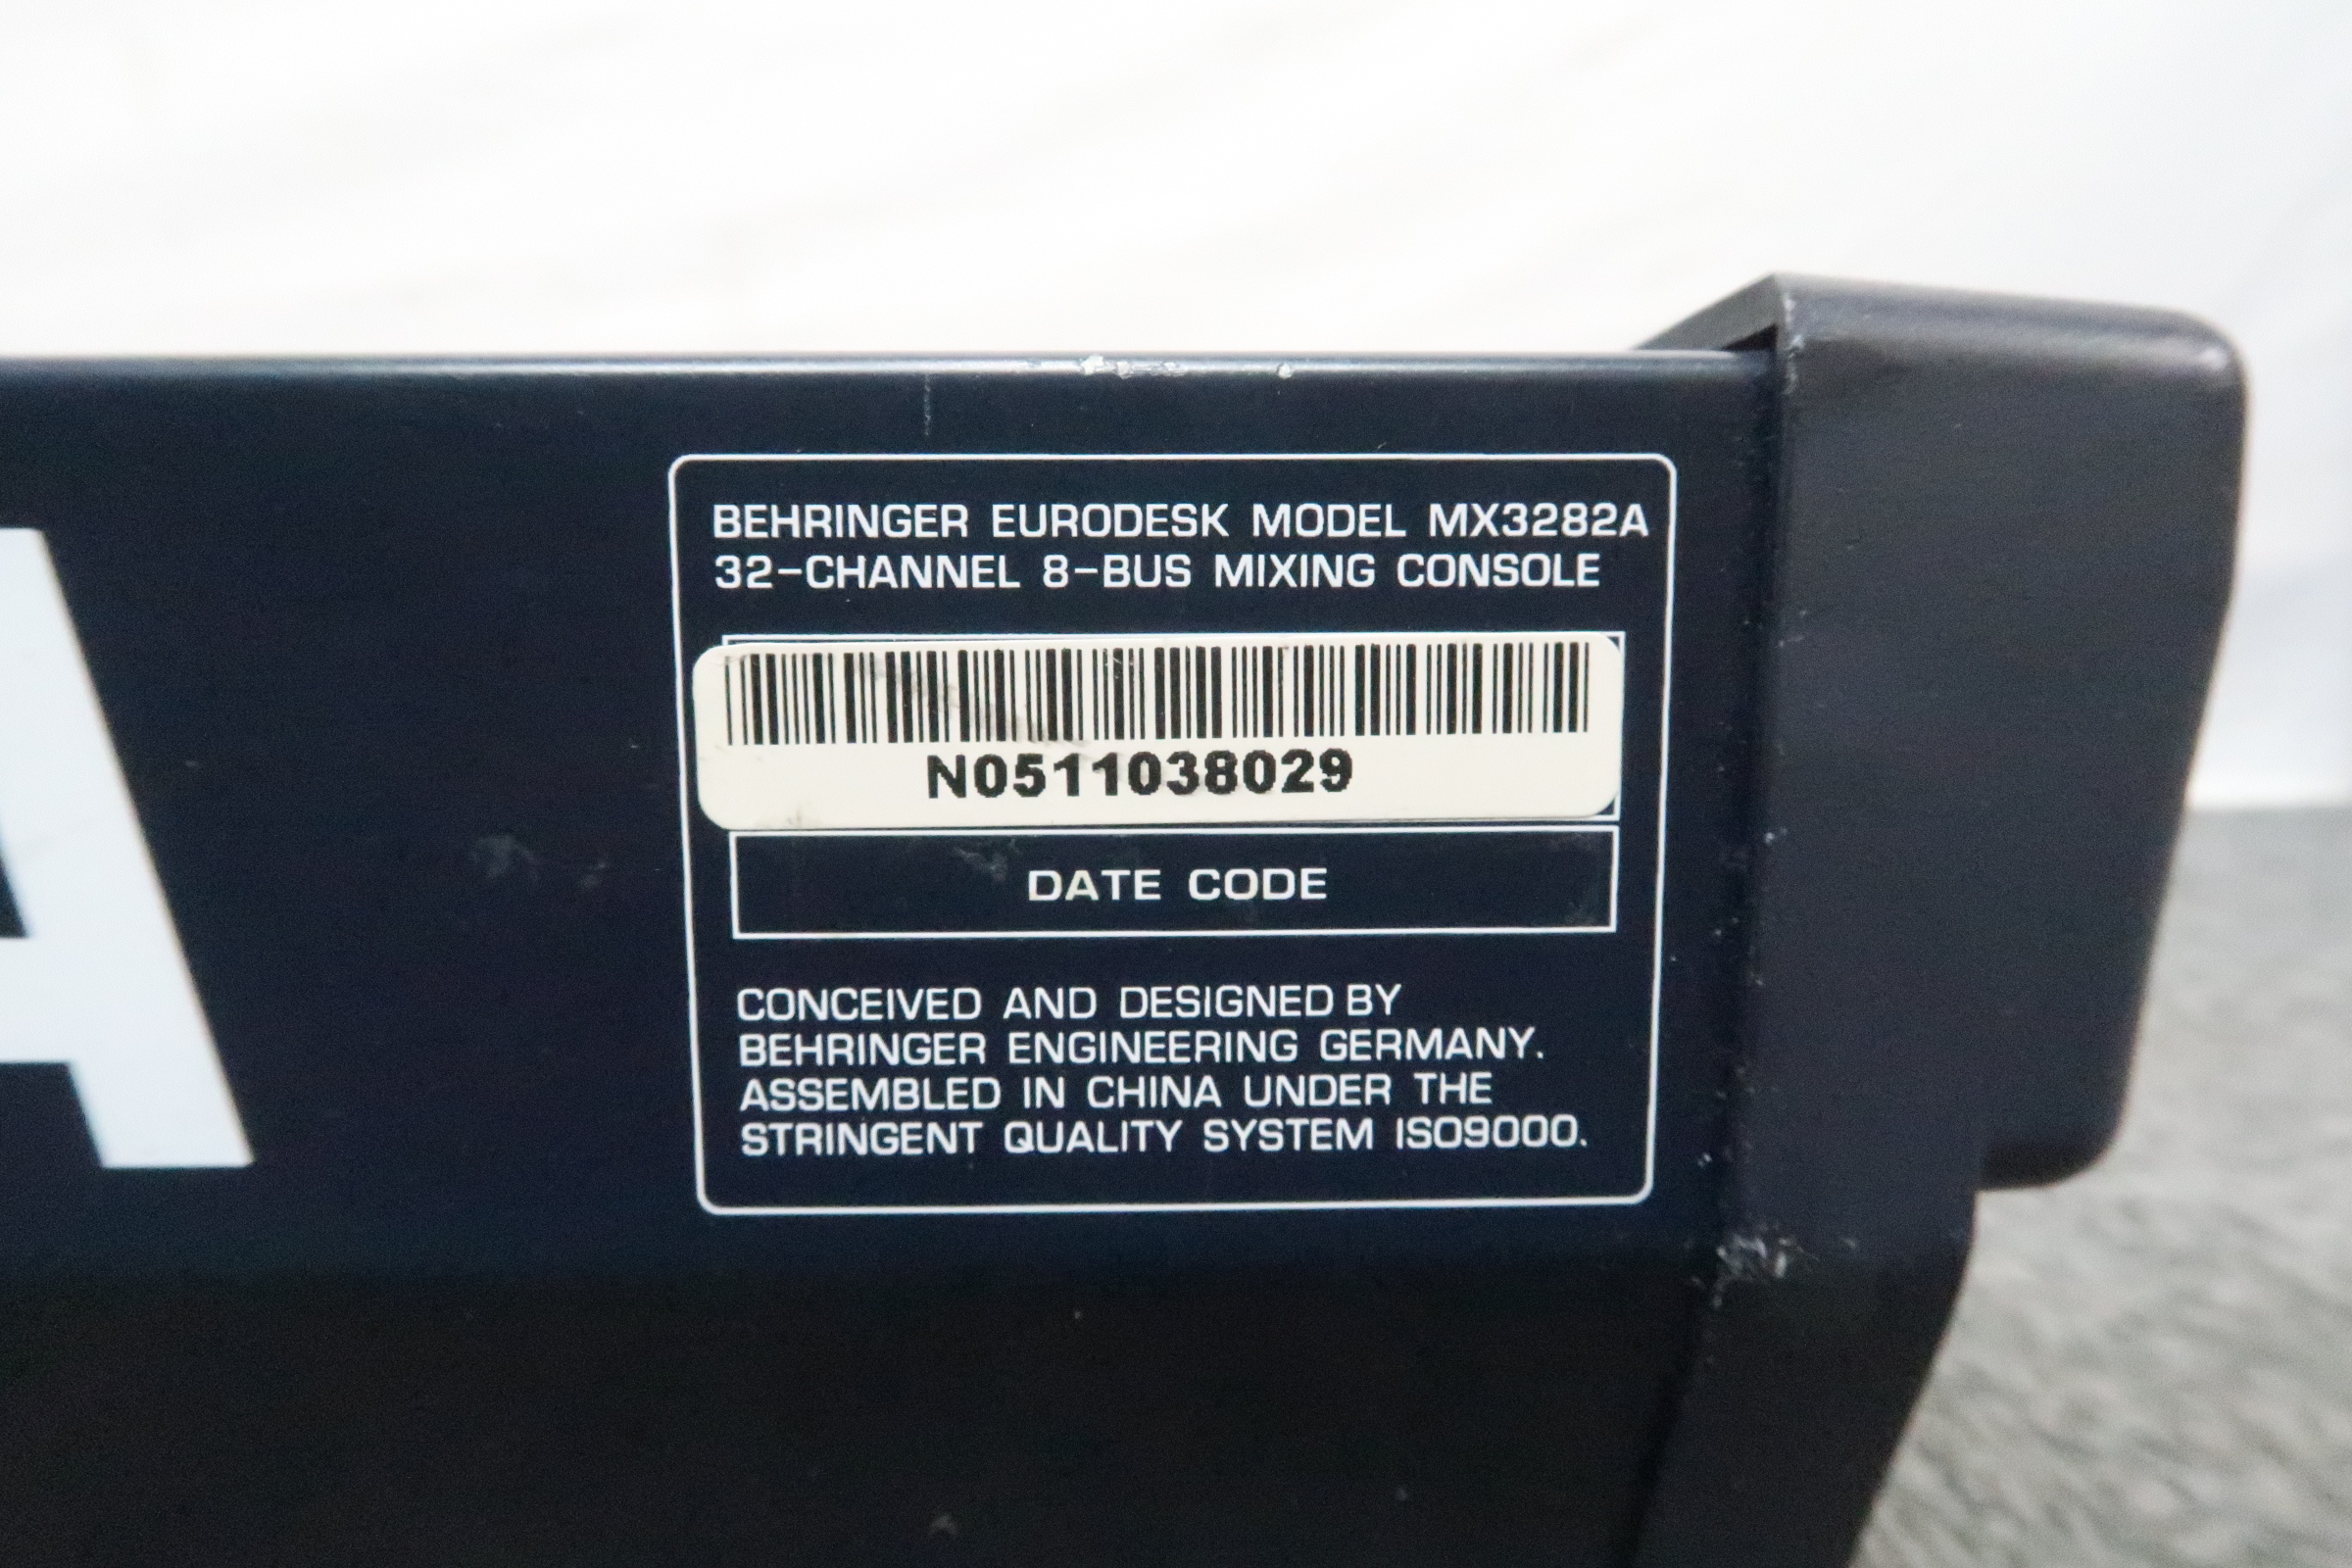 A
BEHRINGER EURODESK MODEL MX3282A
32-CHANNEL 8-BUS MIXING CONSOLE
N0511038029
DATE CODE
CONCEIVED AND DESIGNED BY
BEHRINGER ENGINEERING GERMANY.
ASSEMBLED IN CHINA UNDER THE
STRINGENT QUALITY SYSTEM ISO9000.